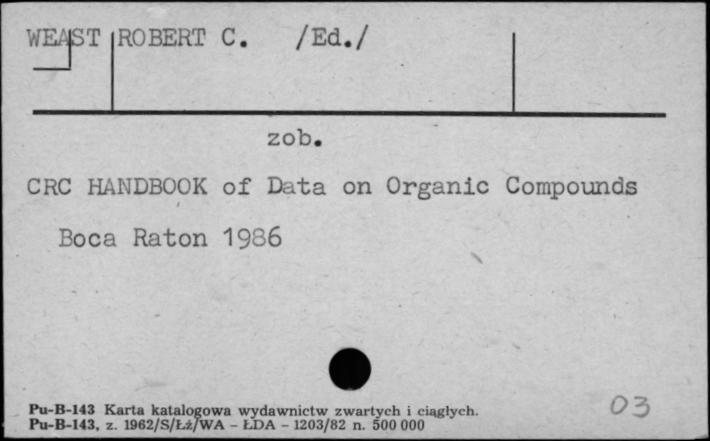 WEAST ROBERT C. /Ed./
zob.
CRC HANDBOOK of Data on Organic Compounds
Boca Raton 1986
03
Pu-B-143 Karta katalogowa wydawnictw zwartych i ciągłych.
Pu-B-143, z. 1962/S/Łż/WA - ŁDA - 1203/82 n. 500 000